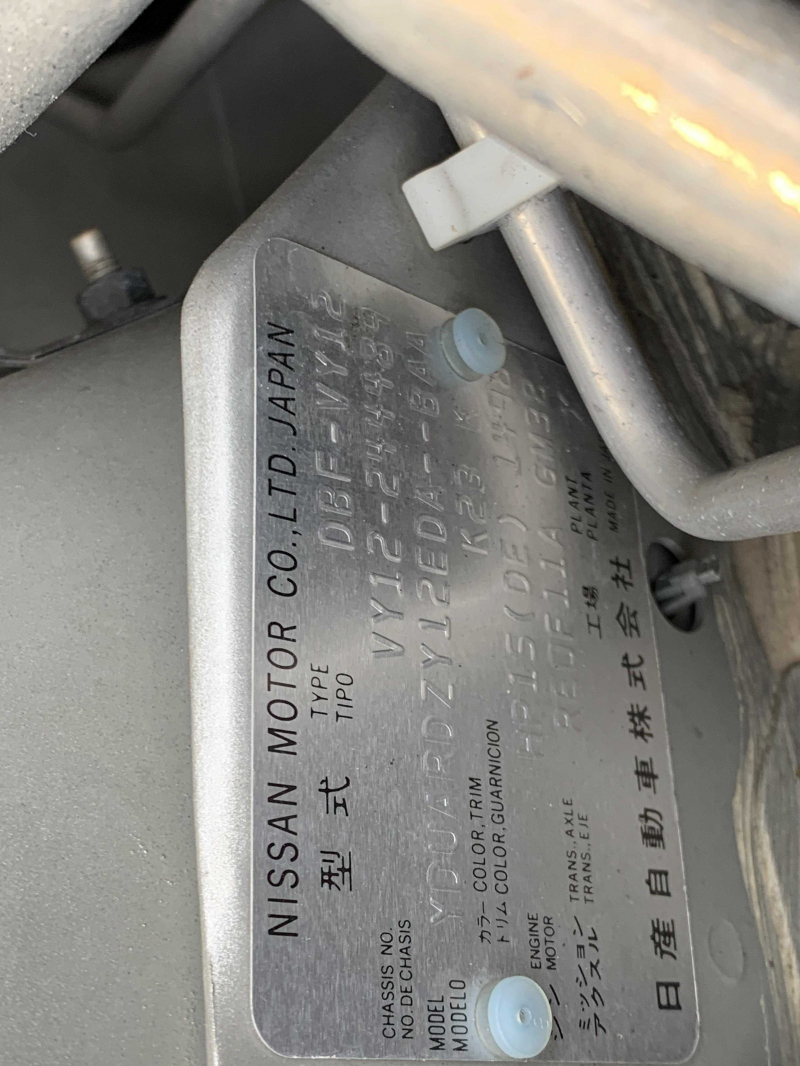 NISSAN MOTOR CO.,LTD.JAPAN
型式 TYPE TIPO DBF-VY12
CHASSIS NO. NO.DE CHASIS VY12-244489
MODEL MODELO YDUARDZY12EDA--BAA
カラー COLOR,TRIM トリム COLOR,GUARNICION K23 K
ENGINE MOTOR HR15(DE)
ミッション TRANS., AXLE アクスル TRANS., EJE RE0F11A GW32
工場 PLANT PLANTA
日産自動車株式会社 MADE IN